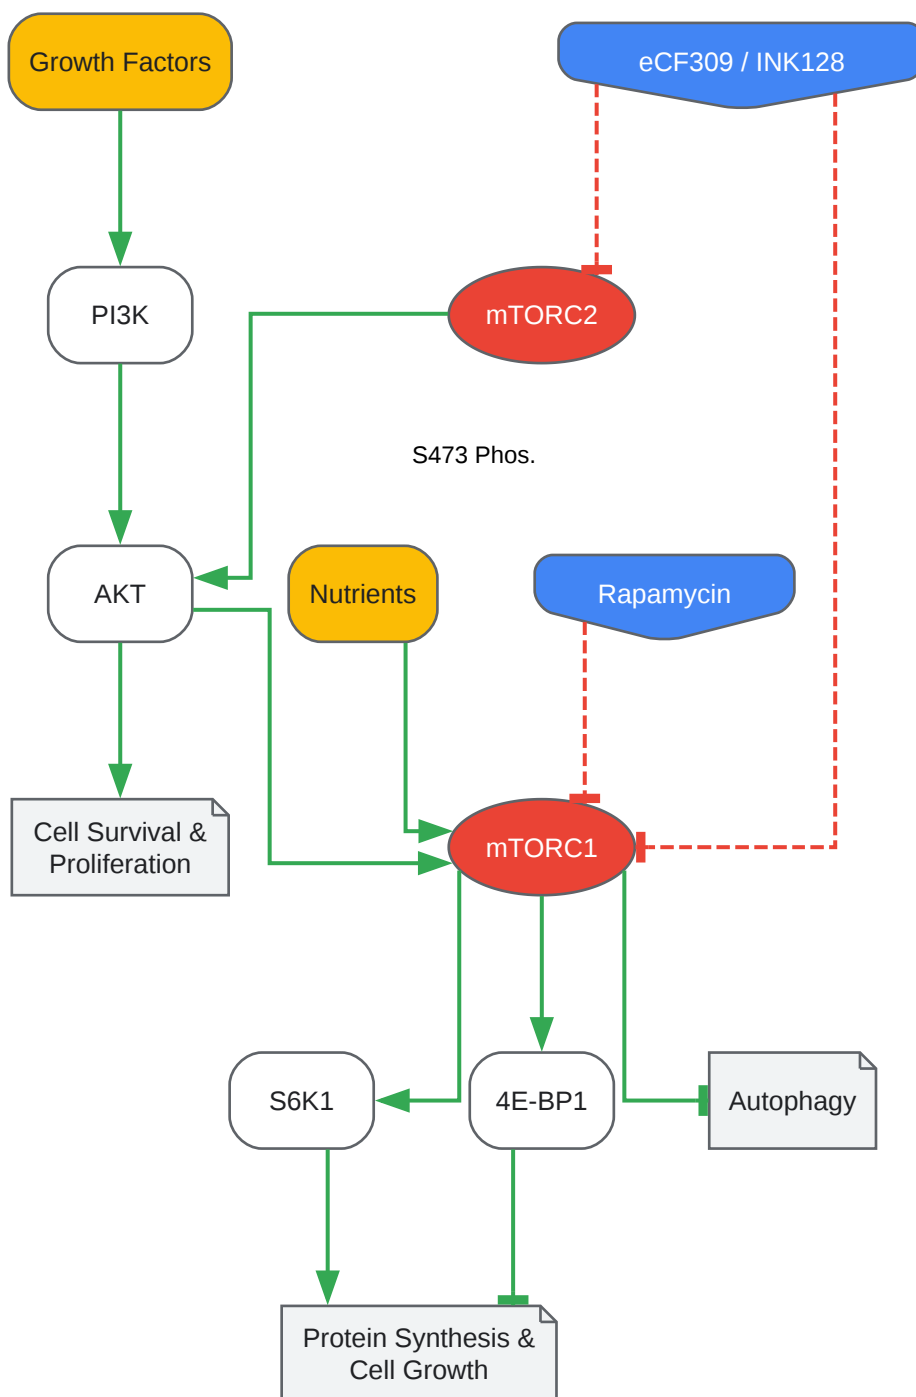 Growth Factors
eCF309 / INK128
PI3K
mTORC2
S473 Phos.
AKT
Nutrients
Rapamycin
Cell Survival &
Proliferation
mTORC1
S6K1
4E-BP1
Autophagy
Protein Synthesis &
Cell Growth